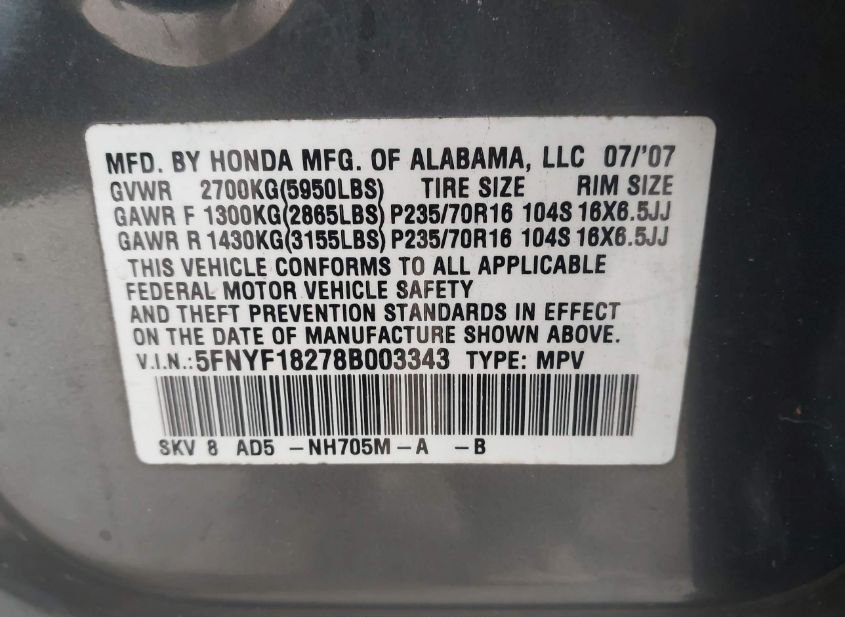 MFD. BY HONDA MFG. OF ALABAMA, LLC 07/'07
GVWR 2700KG(5950LBS) TIRE SIZE RIM SIZE
GAWR F 1300KG(2865LBS) P235/70R16 104S 16X6.5JJ
GAWR R 1430KG(3155LBS) P235/70R16 104S 16X6.5JJ
THIS VEHICLE CONFORMS TO ALL APPLICABLE
FEDERAL MOTOR VEHICLE SAFETY
AND THEFT PREVENTION STANDARDS IN EFFECT
ON THE DATE OF MANUFACTURE SHOWN ABOVE.
V.I.N.:5FNYF18278B003343 TYPE: MPV
SKV 8 AD5 -NH705M-A -B